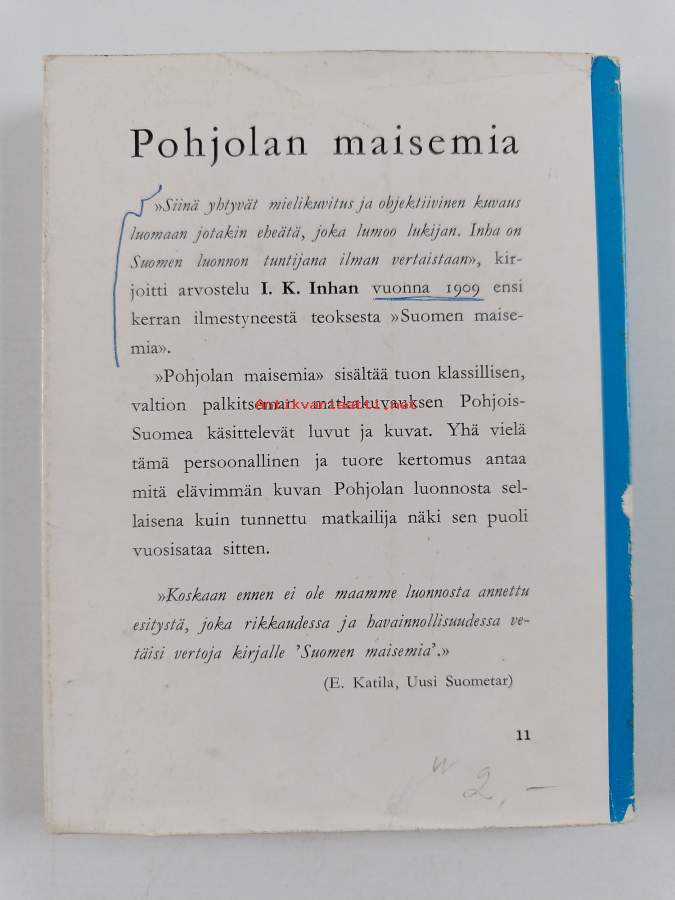 Pohjolan maisemia
»Siinä yhtyvät mielikuvitus ja objektiivinen kuvaus
luomaan jotakin eheätä, joka lumoo lukijan. Inha on
Suomen luonnon tuntijana ilman vertaistaan», kir-
joitti arvostelu I. K. Inhan vuonna 1909 ensi
kerran ilmestyneestä teoksesta »Suomen maise-
mia».
»Pohjolan maisemia» sisältää tuon klassillisen,
valtion palkitseman matkakuvauksen Pohjois-
Antikvariaatti.net
Suomea käsittelevät luvut ja kuvat. Yhä vielä
tämä persoonallinen ja tuore kertomus antaa
mitä elävimmän kuvan Pohjolan luonnosta sel-
laisena kuin tunnettu matkailija näki sen puoli
vuosisataa sitten.
»Koskaan ennen ei ole maamme luonnosta annettu
esitystä, joka rikkaudessa ja havainnollisuudessa ve-
täisi vertoja kirjalle ’Suomen maisemia’.»
(E. Katila, Uusi Suometar)
11
2,–